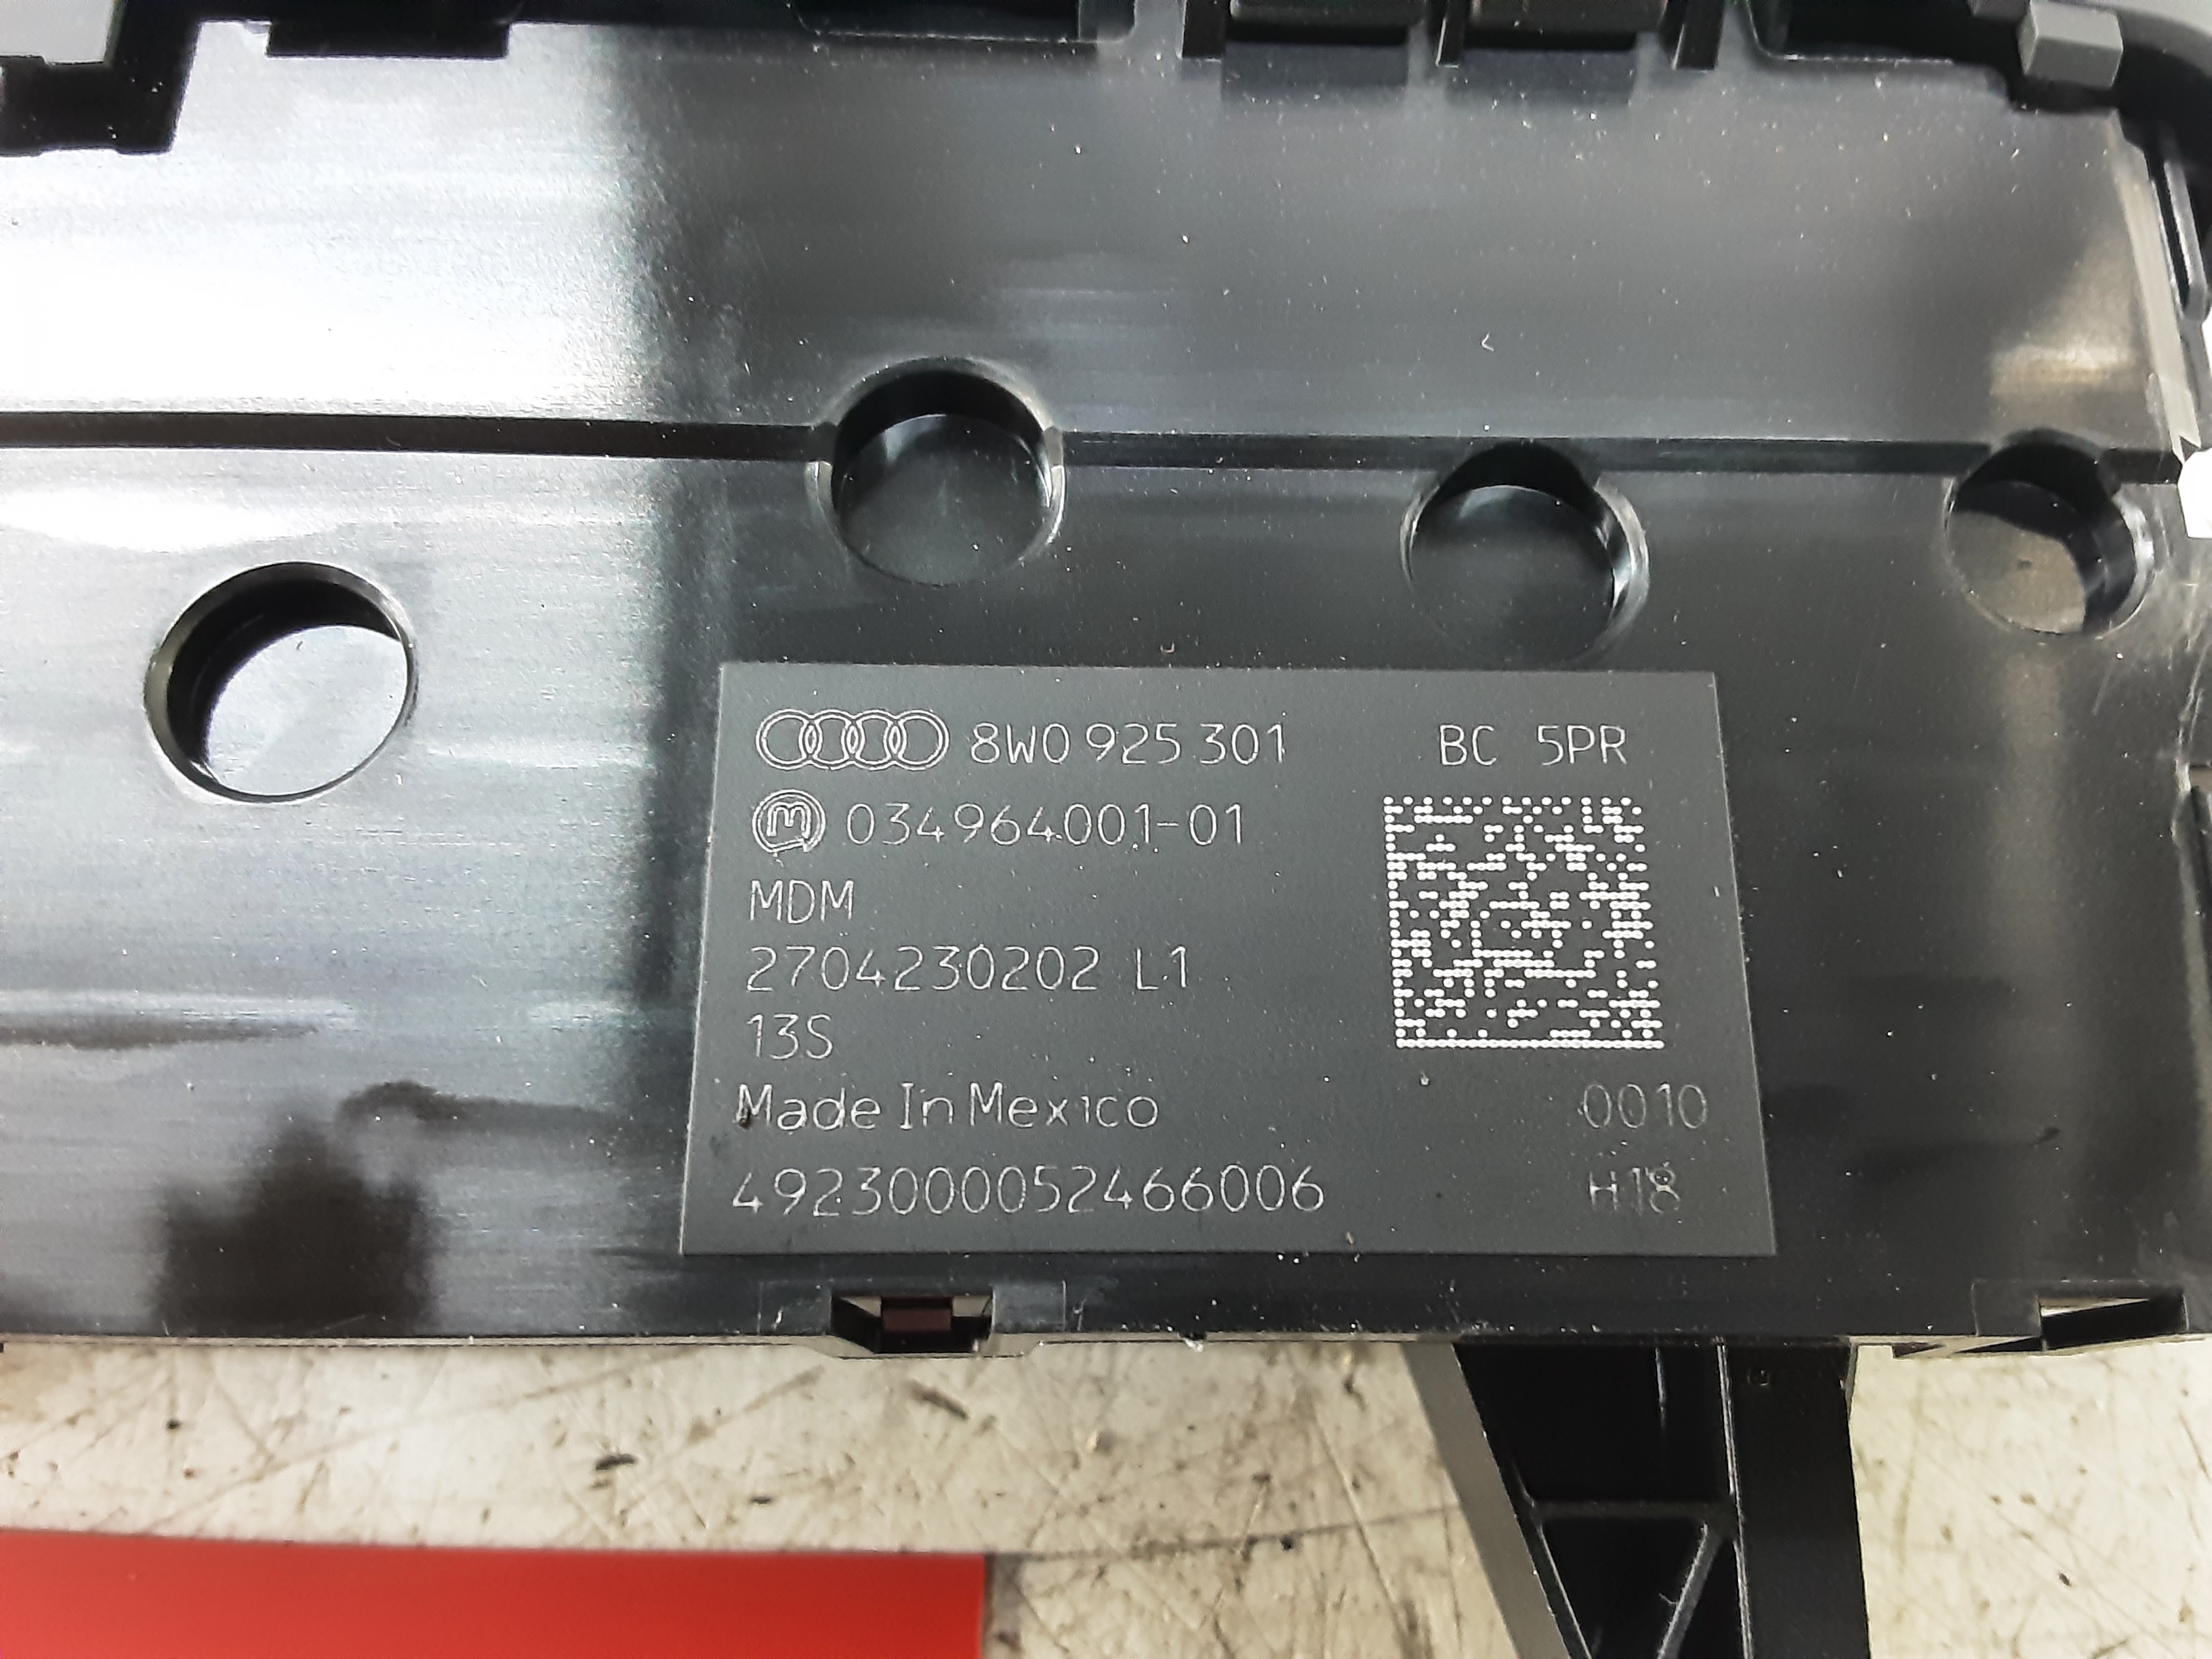 8W0 925 301 BC 5PR
034964001-01
MDM
2704230202 L1
13S
Made In Mexico 0010
4923000052466006 H18